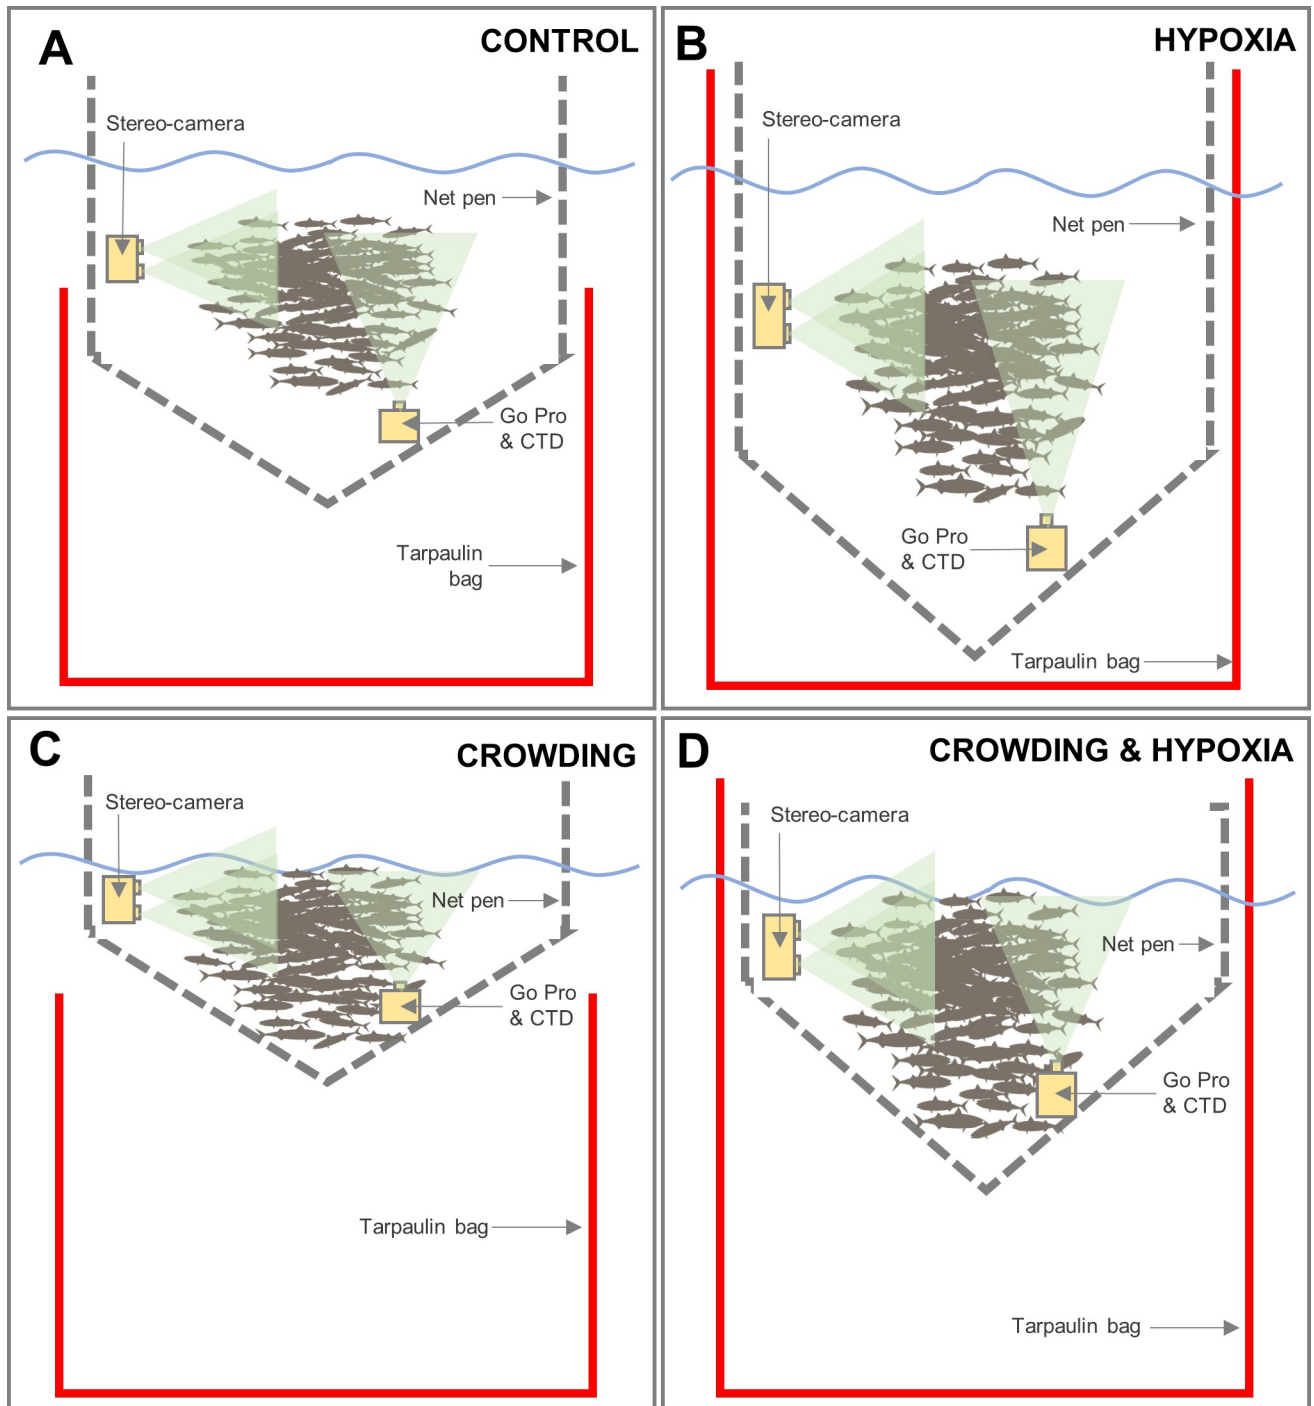 A
CONTROL
Stereo-camera
Net pen
Go Pro
& CTD
Tarpaulin
bag
B
HYPOXIA
Stereo-camera
Net pen
Go Pro
& CTD
Tarpaulin bag
C
CROWDING
Stereo-camera
Net pen
Go Pro
& CTD
Tarpaulin bag
D
CROWDING & HYPOXIA
Stereo-camera
Net pen
Go Pro
& CTD
Tarpaulin bag